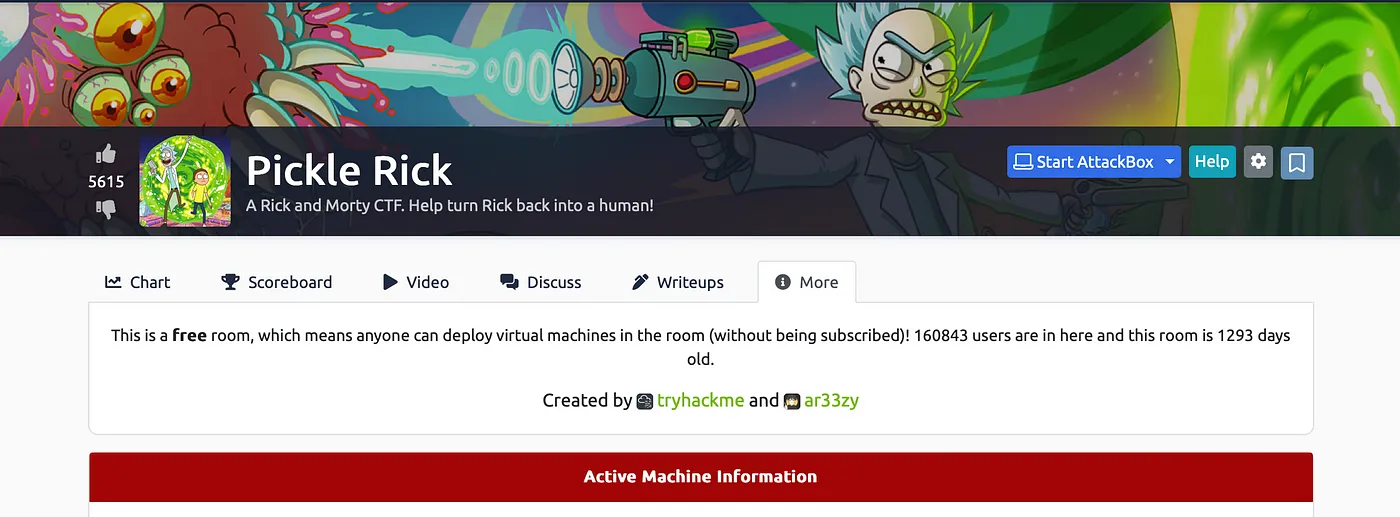 5615
Pickle Rick
A Rick and Morty CTF. Help turn Rick back into a human!
Start AttackBox
Help
Chart
Scoreboard
Video
Discuss
Writeups
More
This is a free room, which means anyone can deploy virtual machines in the room (without being subscribed)! 160843 users are in here and this room is 1293 days
old.
Created by tryhackme and ar33zy
Active Machine Information